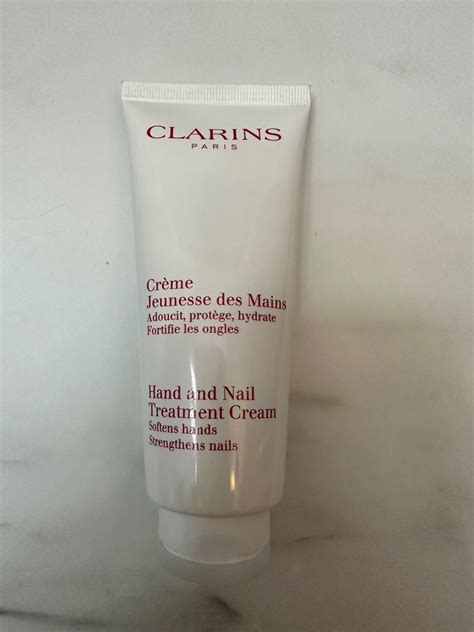 CLARINS
PARIS
Crème
Jeunesse des Mains
Adoucit, protège, hydrate
Fortifie les ongles
Hand and Nail
Treatment Cream
Softens hands
Strengthens nails